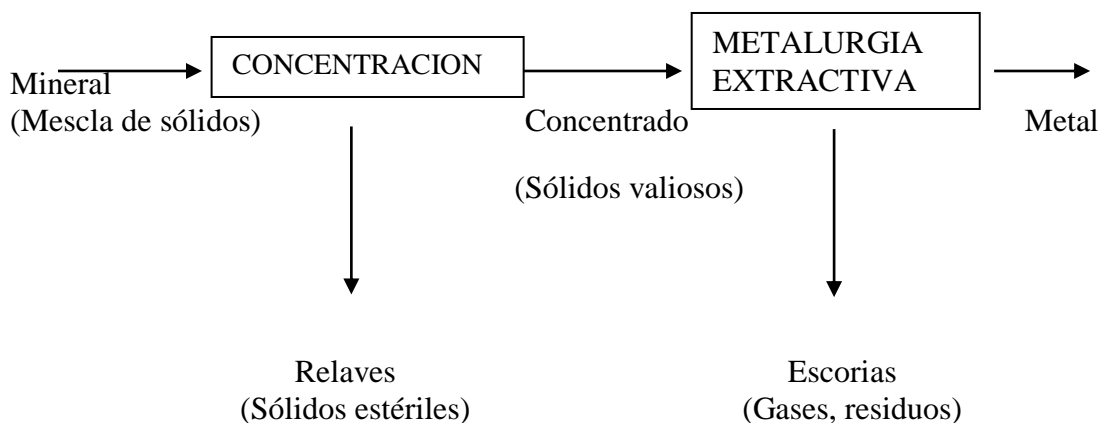 CONCENTRACION
METALURGIA
EXTRACTIVA
Mineral
(Mescla de sólidos)
Concentrado
Metal
(Sólidos valiosos)
Relaves
(Sólidos estériles)
Escorias
(Gases, residuos)